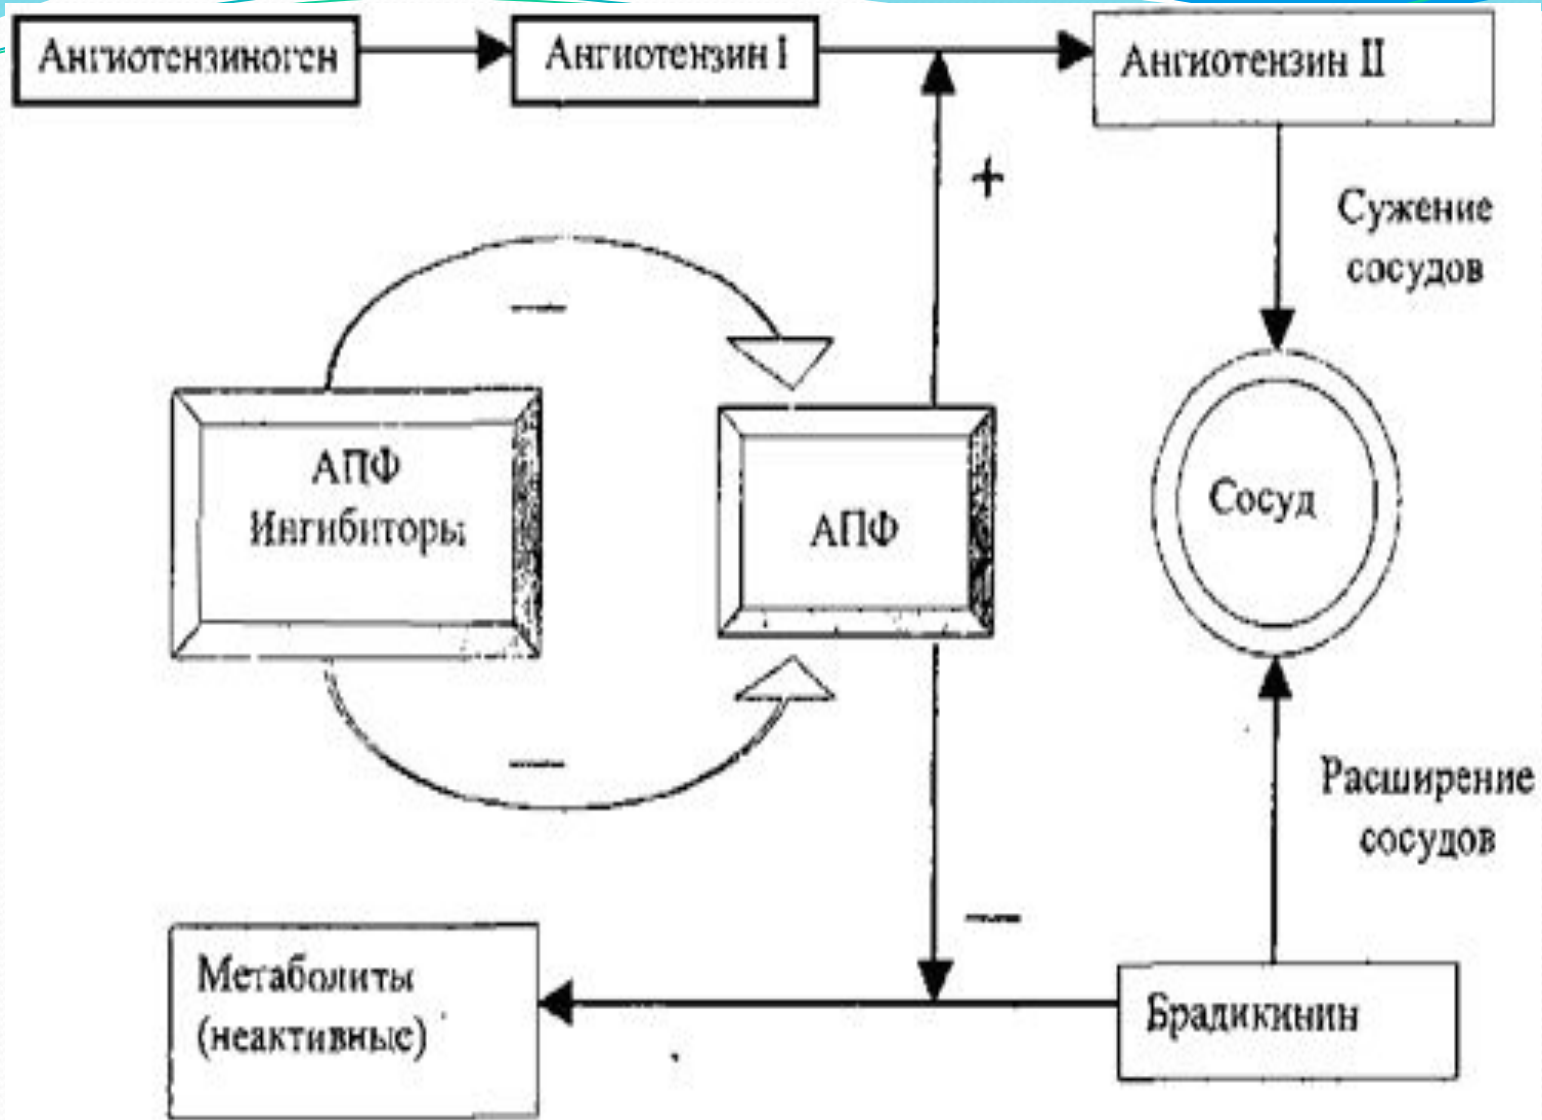 Ангиотензиноген
Ангиотензин I
Ангиотензин II
+
Сужение
сосудов
—
АПФ
Ингибиторы
АПФ
Сосуд
—
Расширение
сосудов
—
Метаболиты
(неактивные)
Брадикинин